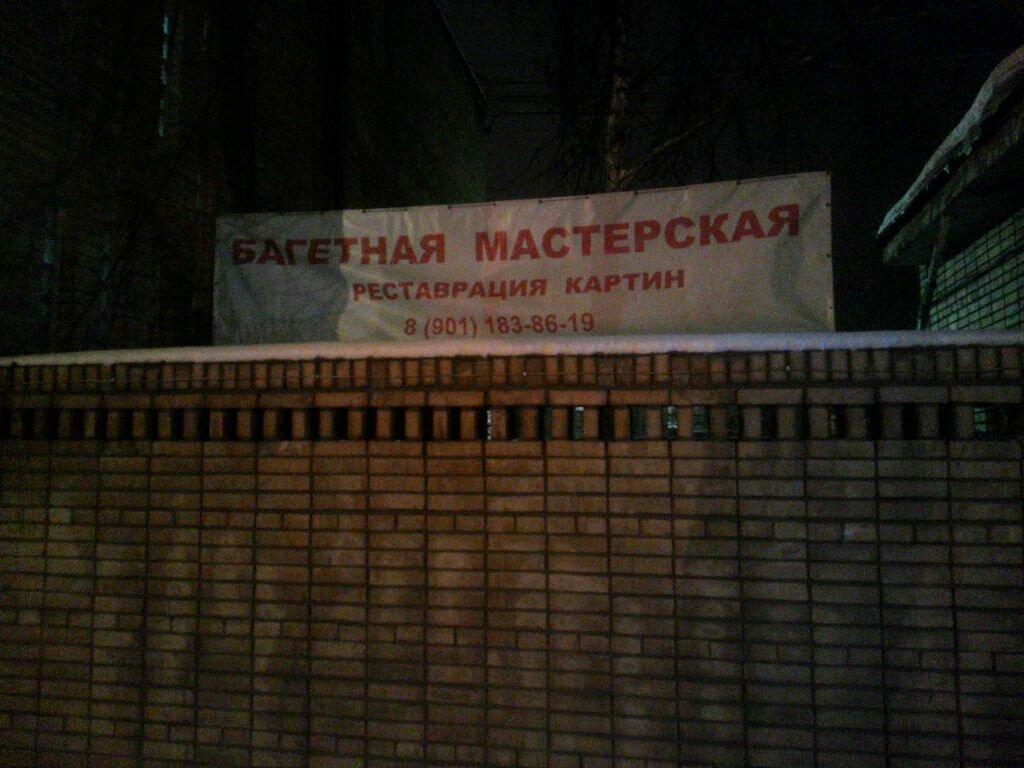 БАГЕТНАЯ МАСТЕРСКАЯ
РЕСТАВРАЦИЯ КАРТИН
8 (901) 183-86-19